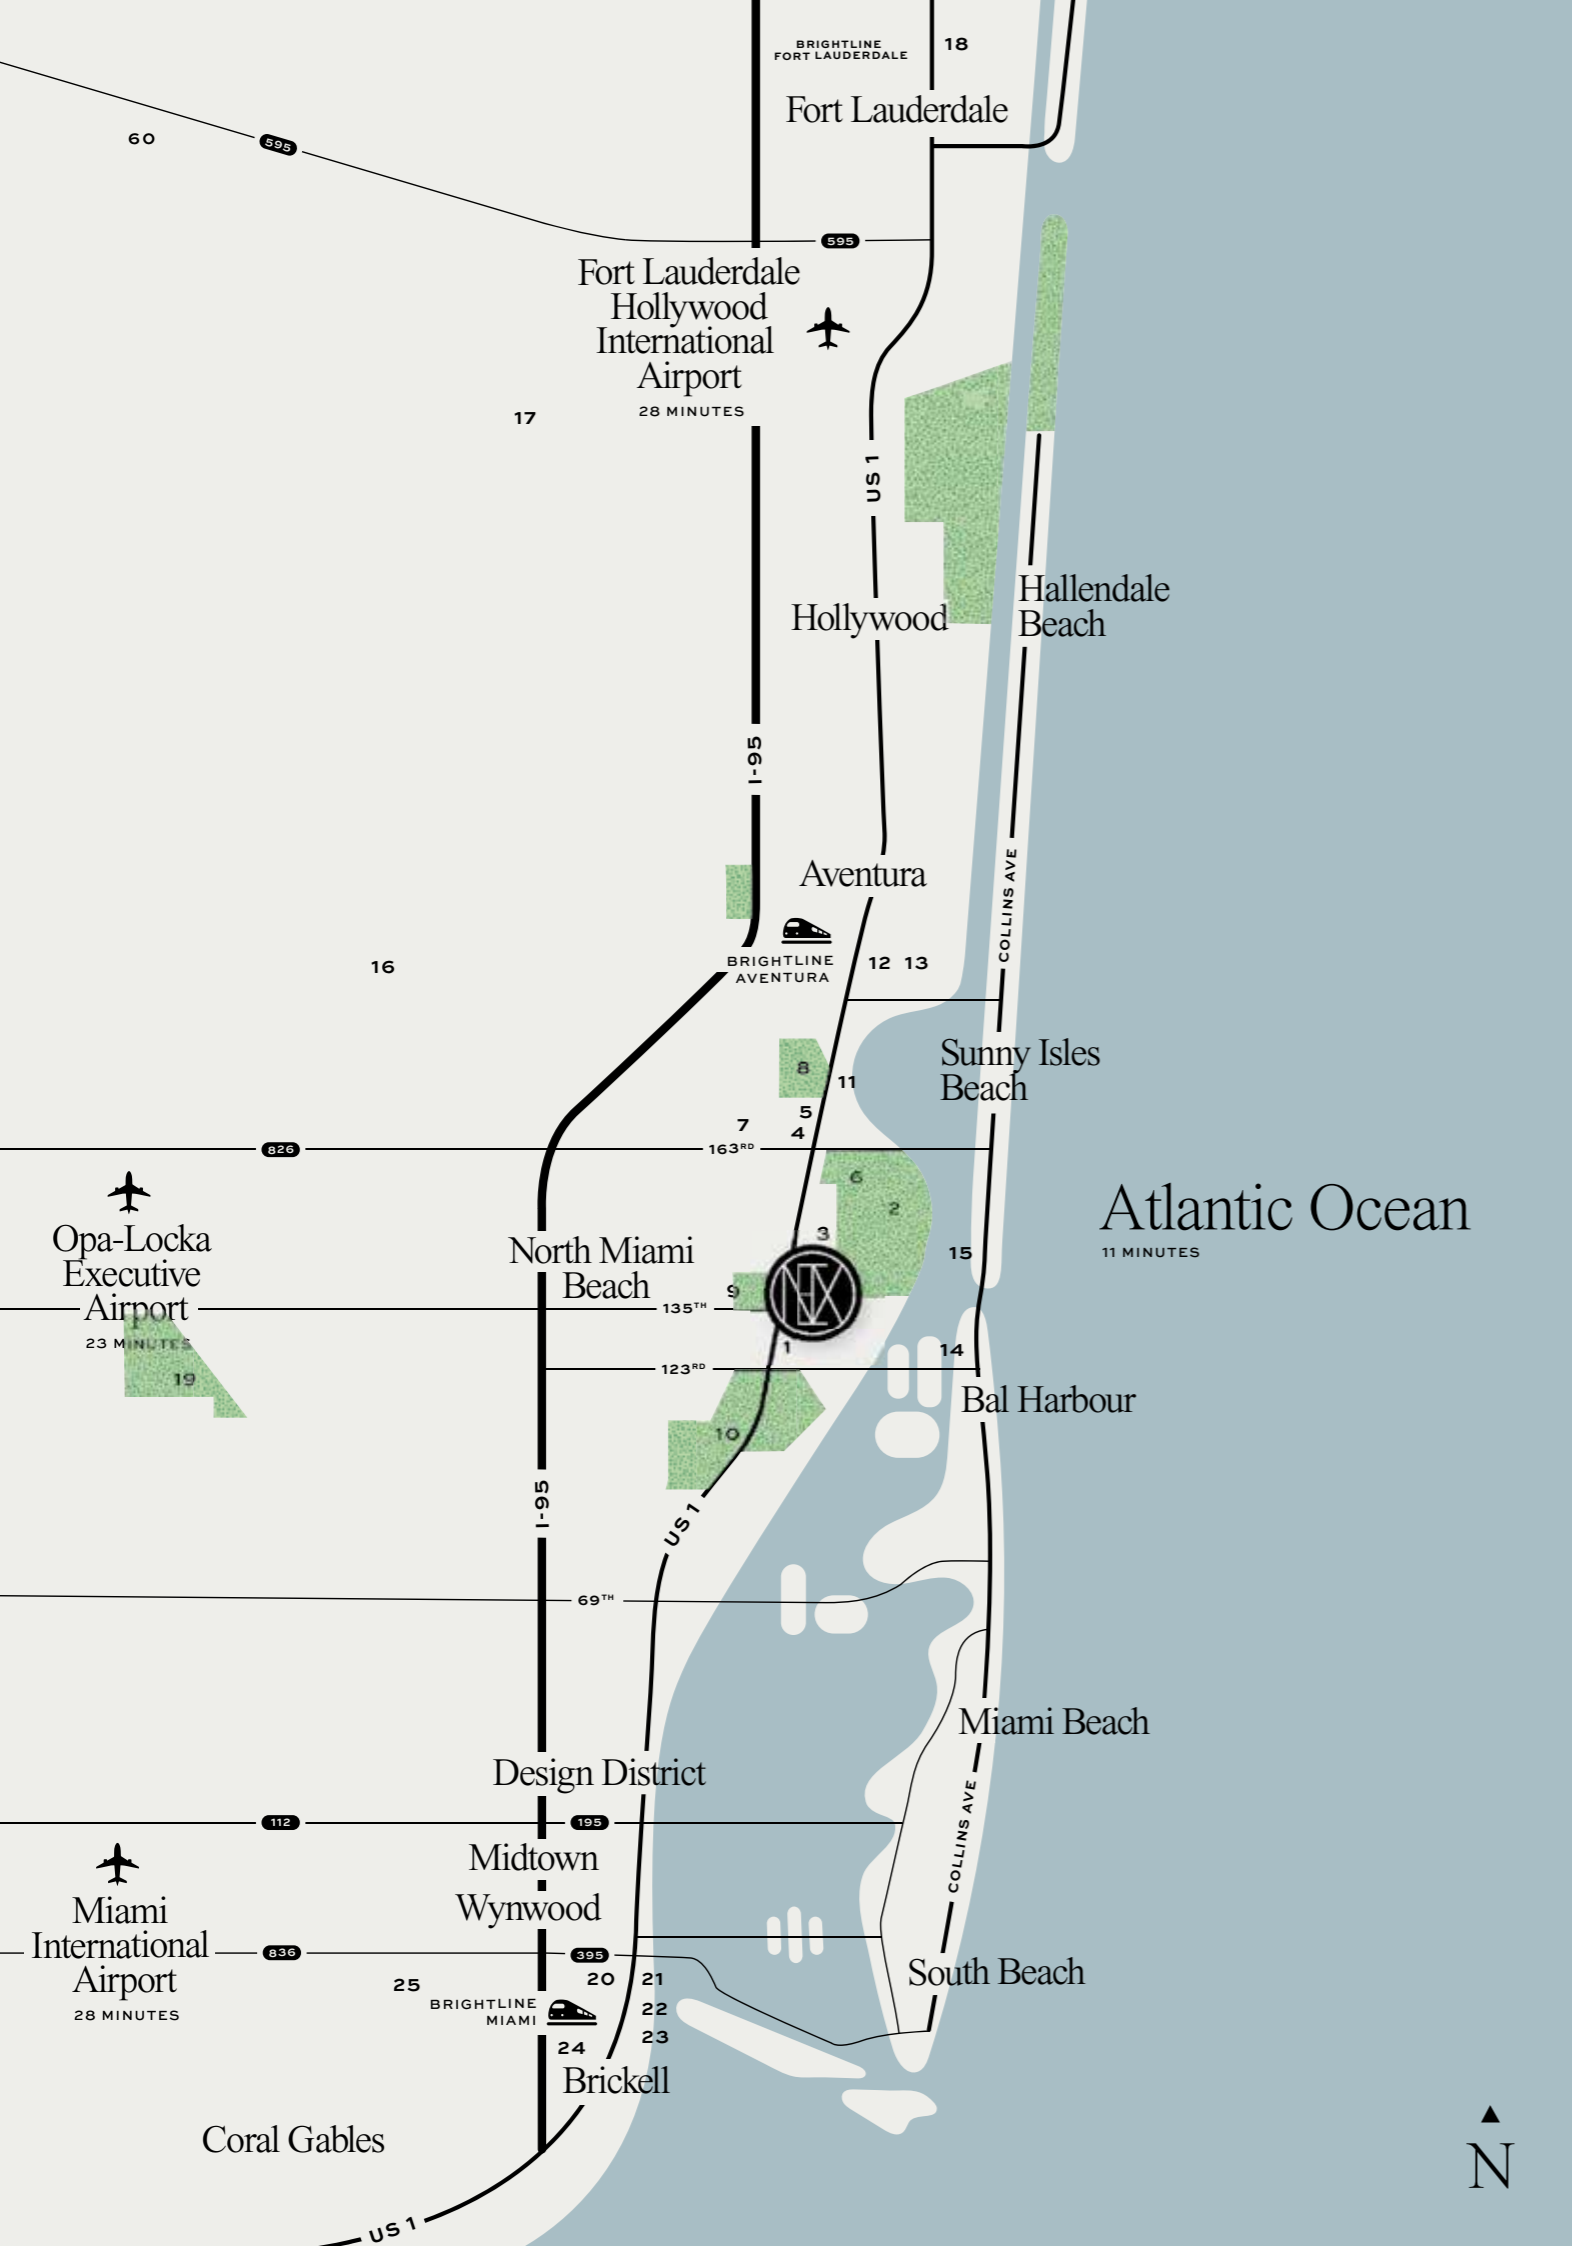 BRIGHTLINE
FORT LAUDERDALE
18
Fort Lauderdale
60
595
595
Fort Lauderdale
Hollywood
International
Airport
28 MINUTES
17
US 1
Hollywood
Hallendale
Beach
I-95
COLLINS AVE
Aventura
BRIGHTLINE
AVENTURA
12 13
16
Sunny Isles
Beach
8
11
5
7
4
826
163RD
6
2
Opa-Locka
Executive
Airport
23 MINUTES
19
North Miami
Beach
3
15
Atlantic Ocean
11 MINUTES
9
135TH
1
14
123RD
Bal Harbour
10
I-95
US 1
69TH
Miami Beach
Design District
112
195
COLLINS AVE
Midtown
Wynwood
Miami
International
Airport
28 MINUTES
836
395
South Beach
25
20
21
BRIGHTLINE
MIAMI
22
23
24
Brickell
Coral Gables
US 1
N